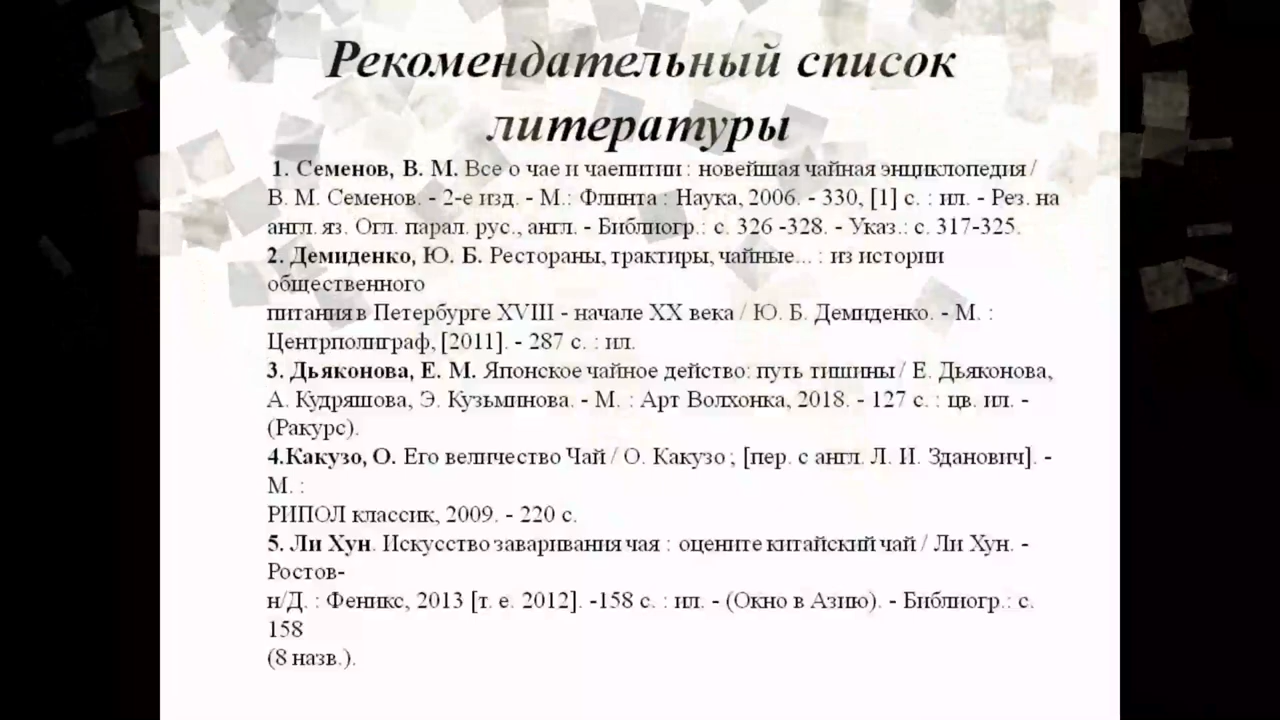 Рекомендательный список
литературы
1. Семенов, В. М. Все о чае и чаепитии : новейшая чайная энциклопедия /
В. М. Семенов. - 2-е изд. - М.: Флинта : Наука, 2006. - 330, [1] с. : ил. - Рез. на
англ. яз. Огл. парал. рус., англ. - Библиогр.: с. 326 -328. - Указ.: с. 317-325.
2. Демиденко, Ю. Б. Рестораны, трактиры, чайные... : из истории
общественного
питания в Петербурге XVIII - начале XX века / Ю. Б. Демиденко. - М. :
Центрполиграф, [2011]. - 287 с. : ил.
3. Дьяконова, Е. М. Японское чайное действо: путь тишины / Е. Дьяконова,
А. Кудряшова, Э. Кузьминова. - М. : Арт Волхонка, 2018. - 127 с. : цв. ил. -
(Ракурс).
4.Какузо, О. Его величество Чай / О. Какузо ; [пер. с англ. Л. И. Зданович]. -
М. :
РИПОЛ классик, 2009. - 220 с.
5. Ли Хун. Искусство заваривания чая : оцените китайский чай / Ли Хун. -
Ростов-
н/Д. : Феникс, 2013 [т. е. 2012]. -158 с. : ил. - (Окно в Азию). - Библиогр.: с.
158
(8 назв.).